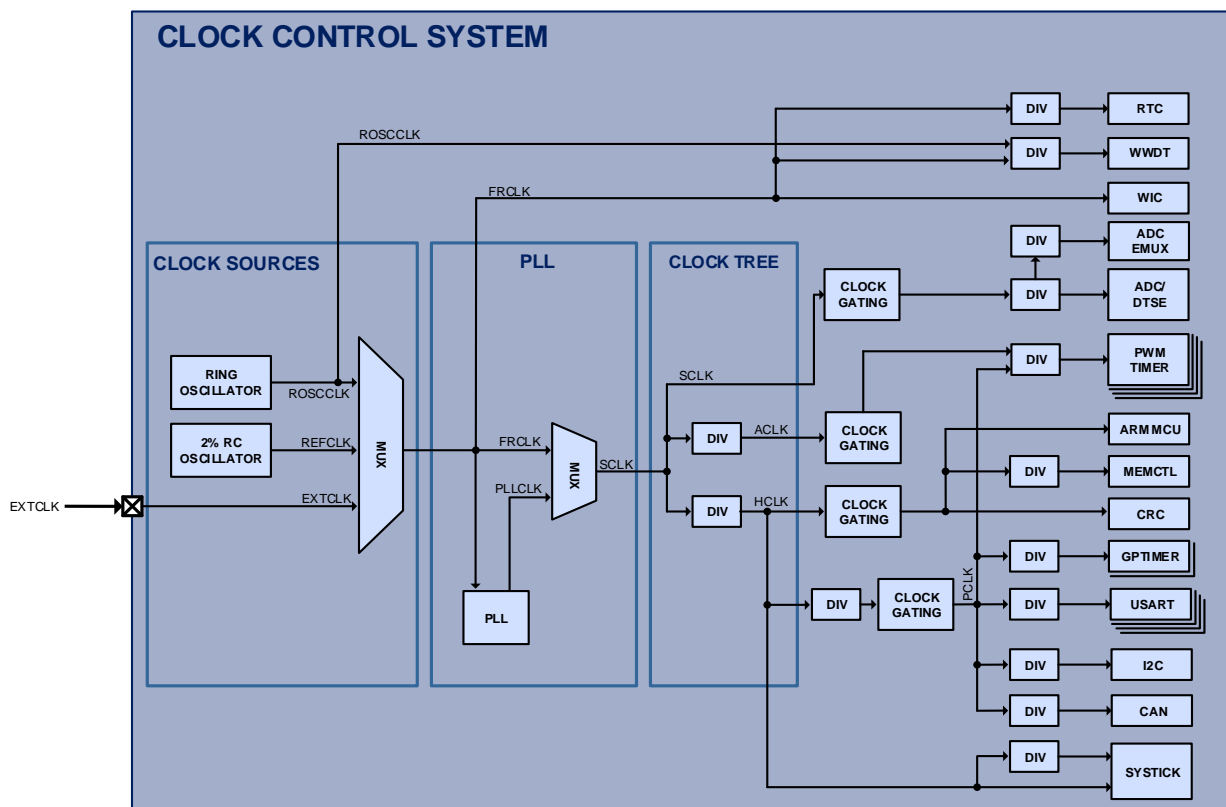 CLOCK CONTROL SYSTEM
DIV
RTC
ROSCCLK
DIV
WWDT
FRCLK
WIC
CLOCK SOURCES
PLL
CLOCK TREE
DIV
ADC
EMUX
CLOCK
GATING
DIV
ADC/
DTSE
RING
OSCILLATOR
ROSCCLK
SCLK
DIV
PWM
TIMER
2% RC
OSCILLATOR
REFCLK
MUX
FRCLK
MUX
SCLK
DIV
ACLK
CLOCK
GATING
ARM MCU
DIV
MEMCTL
EXTCLK
EXTCLK
PLLCLK
DIV
HCLK
CLOCK
GATING
CRC
PCLK
DIV
GPTIMER
PLL
DIV
CLOCK
GATING
DIV
USART
DIV
I2C
DIV
CAN
DIV
SYSTICK